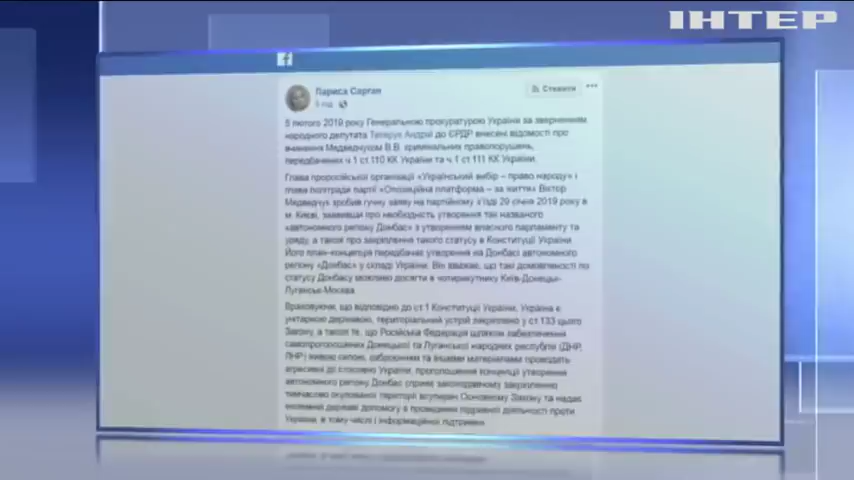 ІНТЕР
Лариса Сарган
Стежити
5 лютого 2019 року Генеральною прокуратурою України за зверненням
народного депутата Тетерук Андрій до ЄРДР внесені відомості про
вчинення Медведчуком В.В. кримінальних правопорушень,
передбачених ч.1 ст.110 КК України та ч.1 ст.111 КК України.
Глава проросійської організації «Український вибір – право народу» і
глава політради партії «Опозиційна платформа – за життя» Віктор
Медведчук зробив гучну заяву на партійному з'їзді 29 січня 2019 року в
м. Києві, заявивши про необхідність утворення так званого
«автономного регіону Донбас» з утворенням власного парламенту та
уряду, а також про закріплення такого статусу в Конституції України.
Його план-концепція передбачає утворення на Донбасі автономного
регіону «Донбас» у складі України. Він вважає, що такі домовленості по
статусу Донбасу можливо досягти в чотирикутнику Київ-Донецьк-
Луганськ-Москва.
Враховуючи, що відповідно до ст.1 Конституції України, Україна є
унітарною державою, територіальний устрій закріплено у ст.133 цього
Закону, а також те, що Російська Федерація шляхом забезпечення
самопроголошених Донецької та Луганської народних республік (ДНР,
ЛНР) живою силою, озброєнням та іншими матеріалами проводить
агресивні дії стосовно України, проголошення концепції утворення
автономного регіону Донбас сприяє законодавчому закріпленню
тимчасово окупованої території всупереч Основному Закону та надає
іноземній державі допомогу в проведенні підривної діяльності проти
України, в тому числі і інформаційної підтримки.